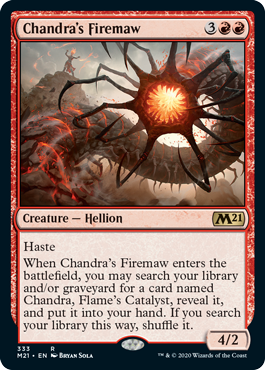 Chandra's Firemaw 3
Creature — Hellion M21
Haste
When Chandra's Firemaw enters the
battlefield, you may search your library
and/or graveyard for a card named
Chandra, Flame's Catalyst, reveal it,
and put it into your hand. If you search
your library this way, shuffle it.
4/2
333 R
M21 • EN BRYAN SOLA ™ & © 2020 Wizards of the Coast